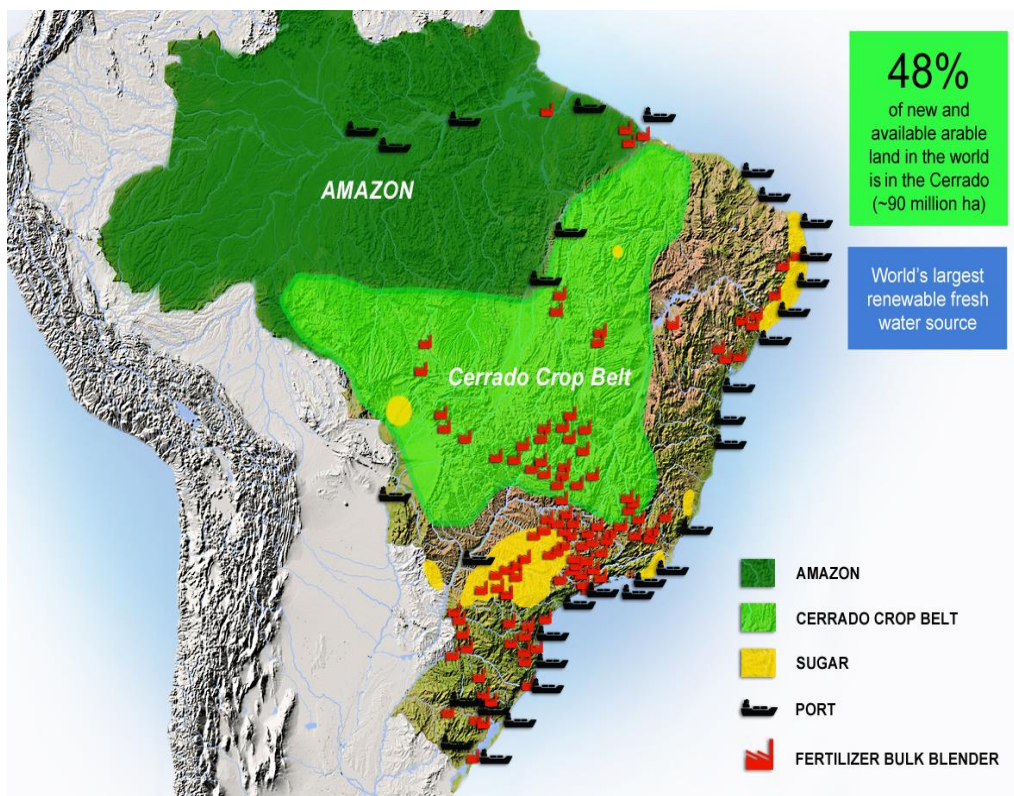 48%
of new and
available arable
land in the world
is in the Cerrado
(~90 million ha)
AMAZON
World's largest
renewable fresh
water source
Cerrado Crop Belt
AMAZON
CERRADO CROP BELT
SUGAR
PORT
FERTILIZER BULK BLENDER